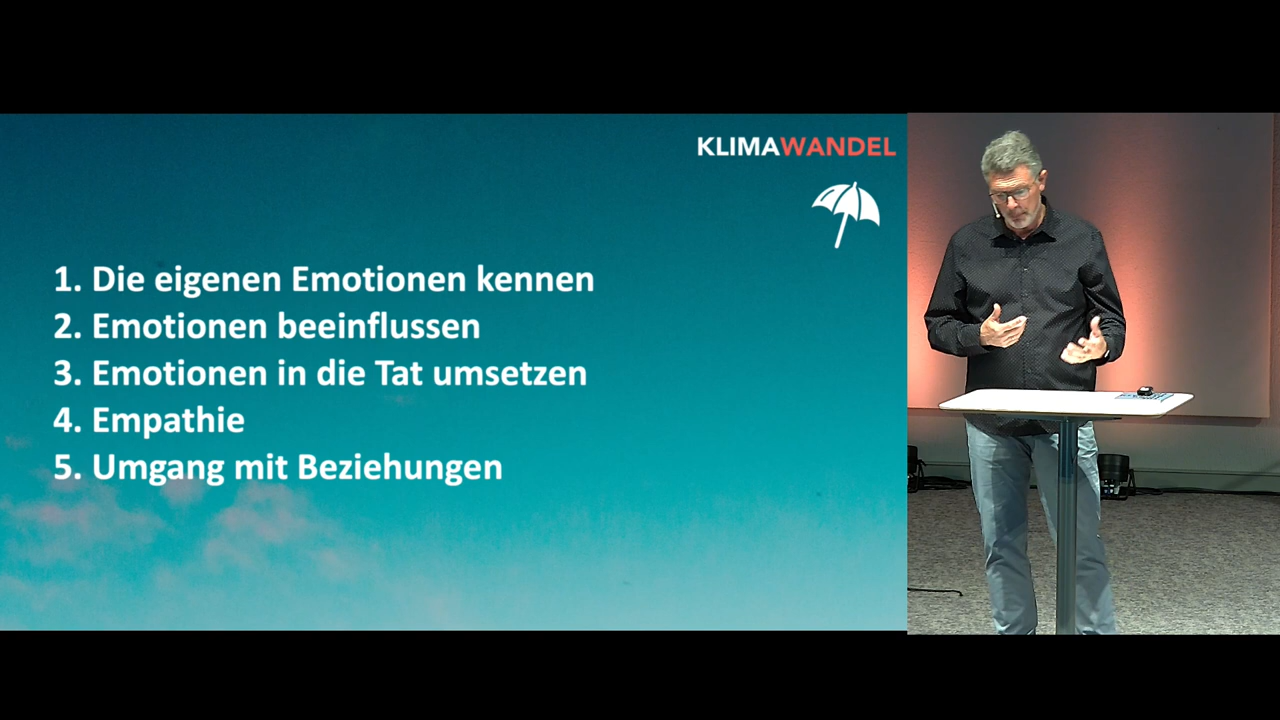 KLIMAWANDEL
1. Die eigenen Emotionen kennen
2. Emotionen beeinflussen
3. Emotionen in die Tat umsetzen
4. Empathie
5. Umgang mit Beziehungen